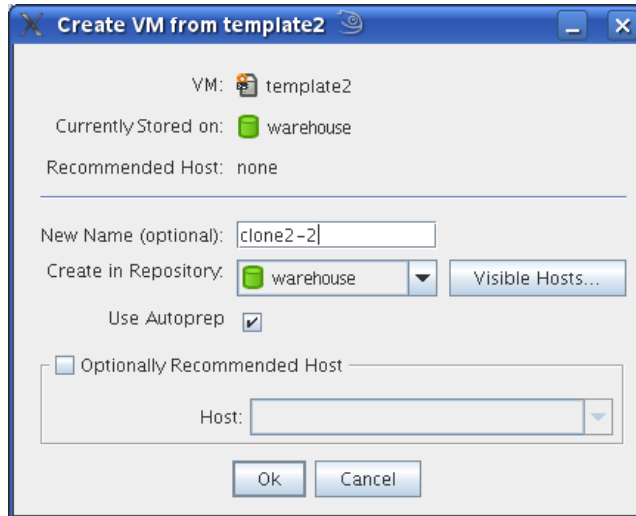 Create VM from template2
VM: template2
Currently Stored on: warehouse
Recommended Host: none
New Name (optional): clone2-2
Create in Repository: warehouse Visible Hosts...
Use Autoprep
Optionally Recommended Host
Host:
Ok Cancel